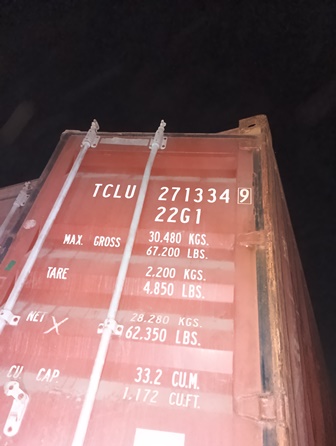 TCLU 271334 9
22G1
MAX. GROSS 30.480 KGS.
67.200 LBS.
TARE 2.200 KGS.
4.850 LBS.
NET 28.280 KGS.
62.350 LBS.
CU. CAP. 33.2 CU.M.
1.172 CU.FT.